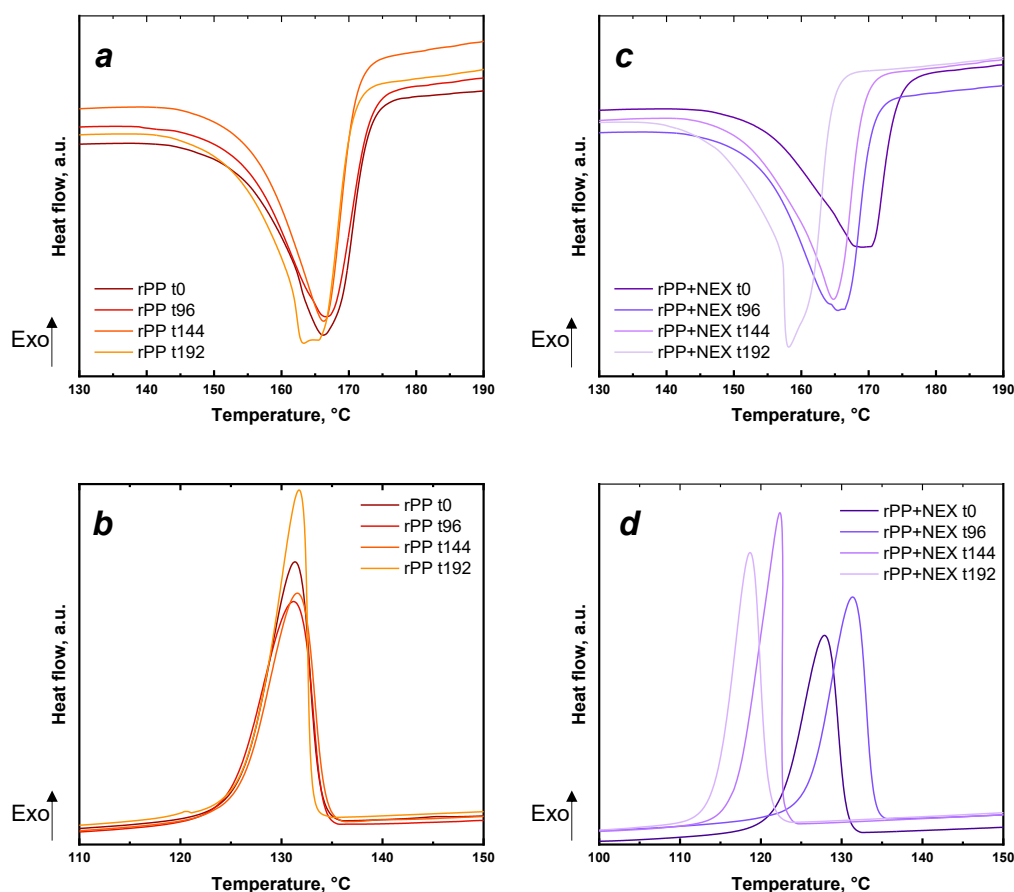 a
Heat flow, a.u.
rPP t0
rPP t96
rPP t144
rPP t192
Exo
130 140 150 160 170 180 190
Temperature, °C
c
Heat flow, a.u.
rPP+NEX t0
rPP+NEX t96
rPP+NEX t144
rPP+NEX t192
Exo
130 140 150 160 170 180 190
Temperature, °C
b
Heat flow, a.u.
rPP t0
rPP t96
rPP t144
rPP t192
Exo
110 120 130 140 150
Temperature, °C
d
Heat flow, a.u.
rPP+NEX t0
rPP+NEX t96
rPP+NEX t144
rPP+NEX t192
Exo
100 110 120 130 140 150
Temperature, °C